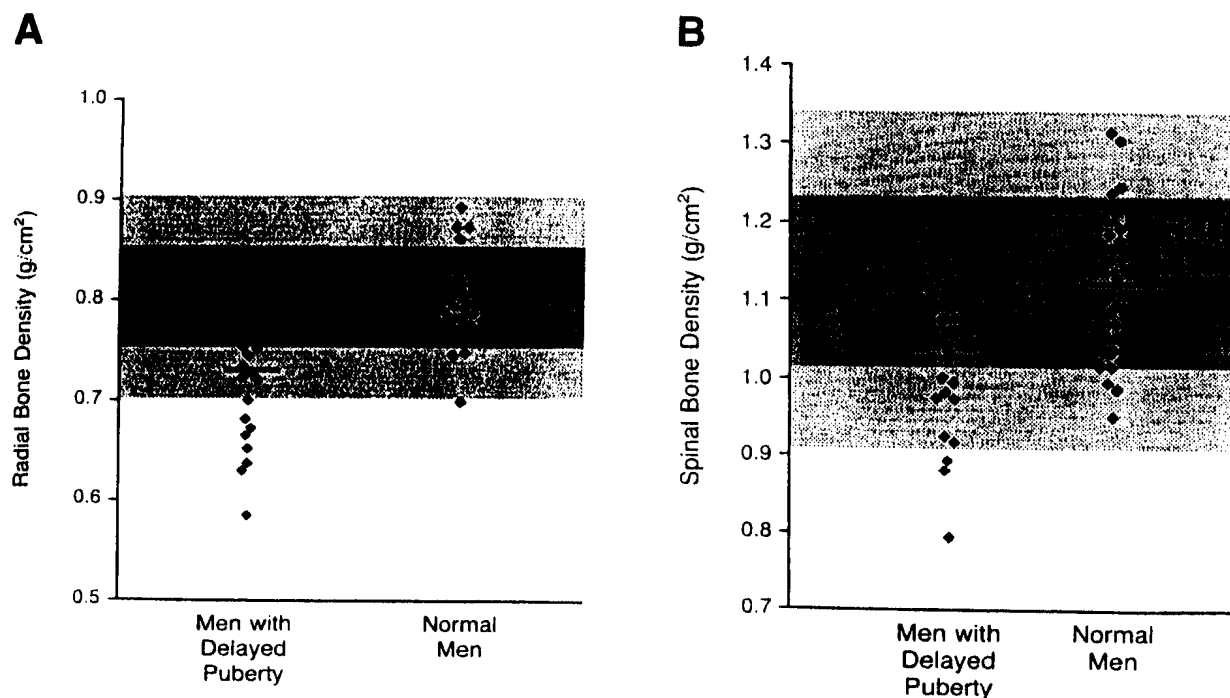 A
Radial Bone Density (g/cm²)
1.0
0.9
0.8
0.7
0.6
0.5
Men with
Delayed
Puberty
Normal
Men
B
Spinal Bone Density (g/cm²)
1.4
1.3
1.2
1.1
1.0
0.9
0.8
0.7
Men with
Delayed
Puberty
Normal
Men